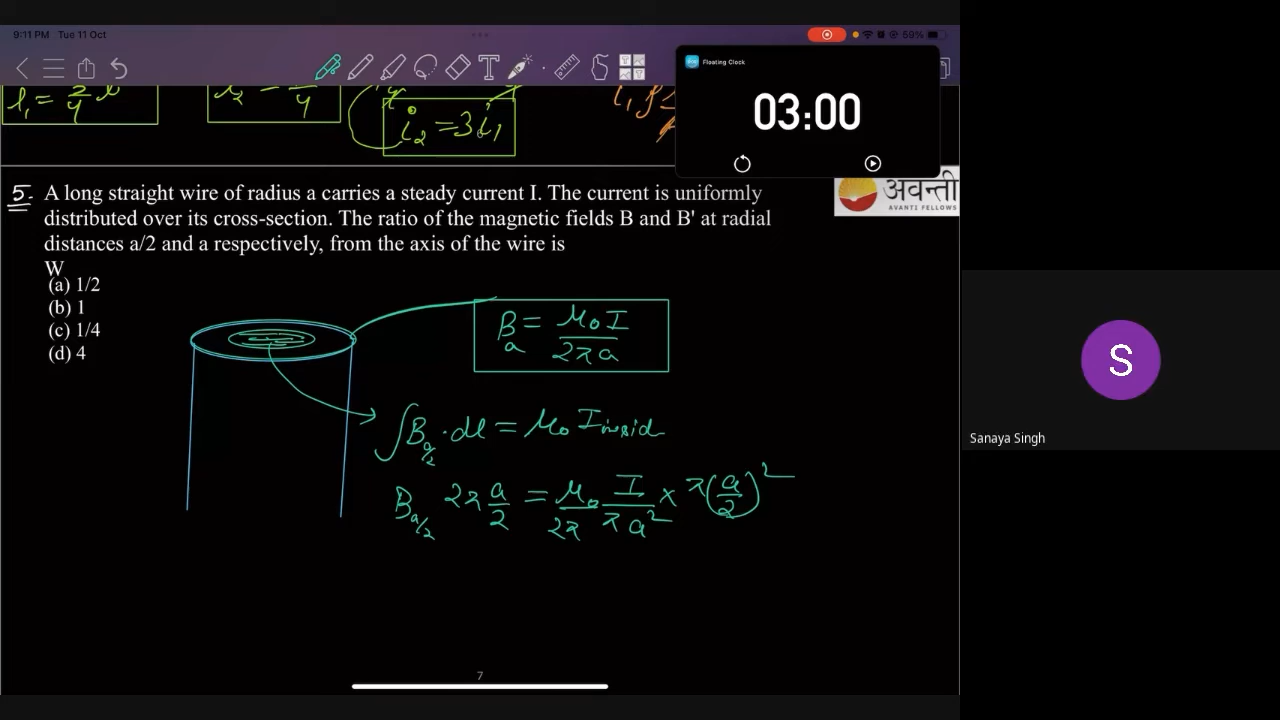 9:11 PM Tue 11 Oct
59%
Floating Clock
03:00
i₂ = 3i₁
5. A long straight wire of radius a carries a steady current I. The current is uniformly
distributed over its cross-section. The ratio of the magnetic fields B and B' at radial
distances a/2 and a respectively, from the axis of the wire is
W
(a) 1/2
(b) 1
(c) 1/4
(d) 4
अवन्ती
AVANTI FELLOWS
B_a = μ₀I / 2πa
∫B_{a/2} · dl = μ₀ I insid
B_{a/2} 2π a/2 = μ₀/2π I/πa² × π(a/2)²
7
S
Sanaya Singh